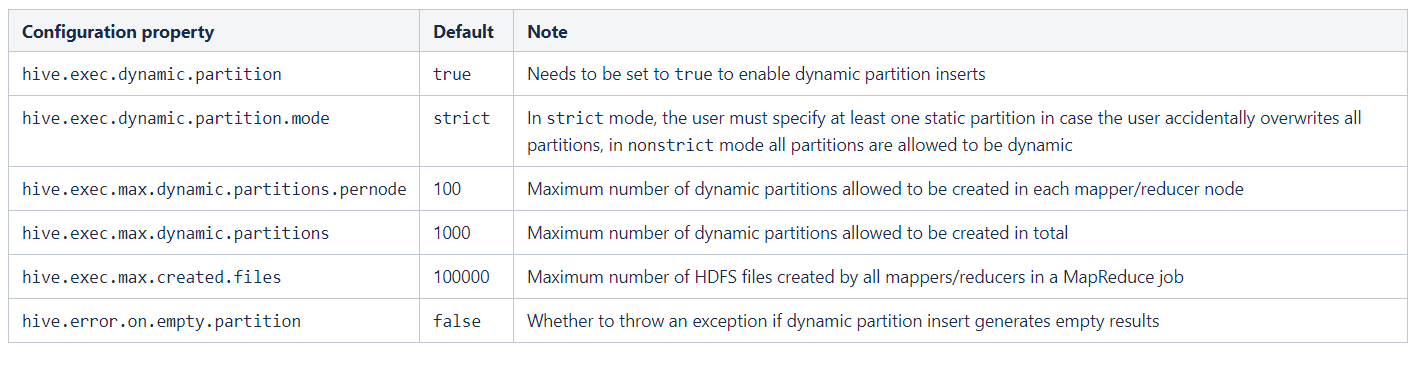 Configuration property Default Note
hive.exec.dynamic.partition true Needs to be set to true to enable dynamic partition inserts
hive.exec.dynamic.partition.mode strict In strict mode, the user must specify at least one static partition in case the user accidentally overwrites all
partitions, in nonstrict mode all partitions are allowed to be dynamic
hive.exec.max.dynamic.partitions.pernode 100 Maximum number of dynamic partitions allowed to be created in each mapper/reducer node
hive.exec.max.dynamic.partitions 1000 Maximum number of dynamic partitions allowed to be created in total
hive.exec.max.created.files 100000 Maximum number of HDFS files created by all mappers/reducers in a MapReduce job
hive.error.on.empty.partition false Whether to throw an exception if dynamic partition insert generates empty results